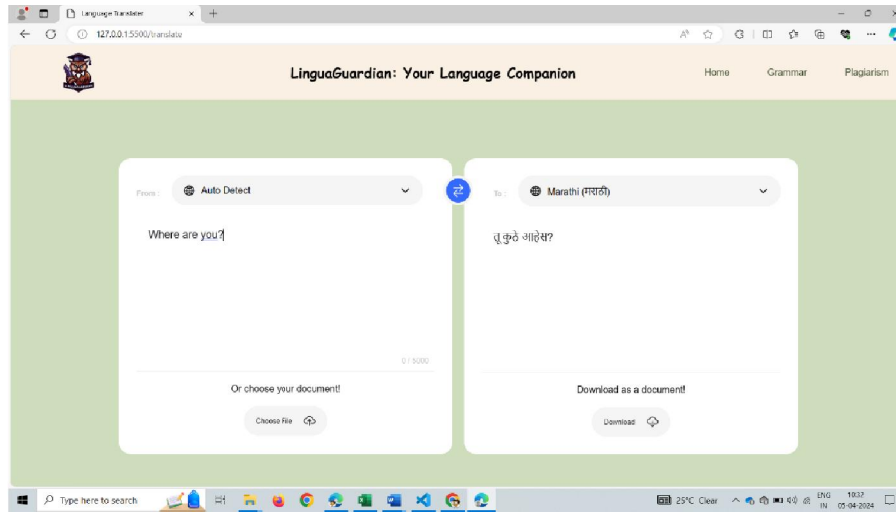 Language Translater
127.0.0.1:5500/translate
LinguaGuardian: Your Language Companion
Home Grammar Plagiarism
From : Auto Detect
To : Marathi (मराठी)
Where are you?
तू कुठे आहेस?
0 / 5000
Or choose your document!
Download as a document!
Choose File
Download
Type here to search
25°C Clear
ENG
IN
10:37
05-04-2024